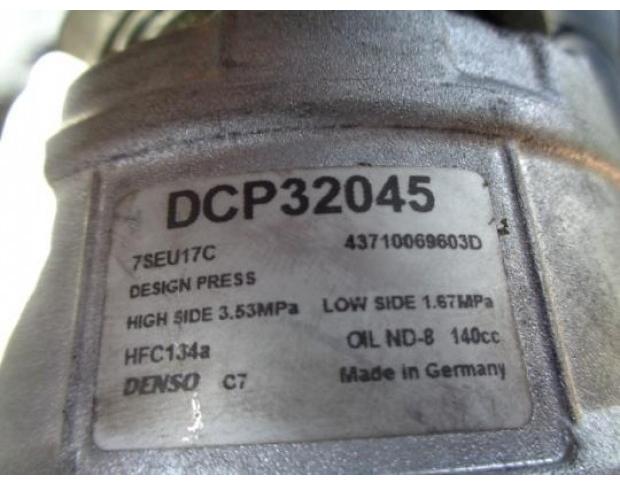 DCP32045
7SEU17C 43710069603D
DESIGN PRESS
HIGH SIDE 3.53MPa LOW SIDE 1.67MPa
HFC134a OIL ND-8 140cc
DENSO C7 Made in Germany